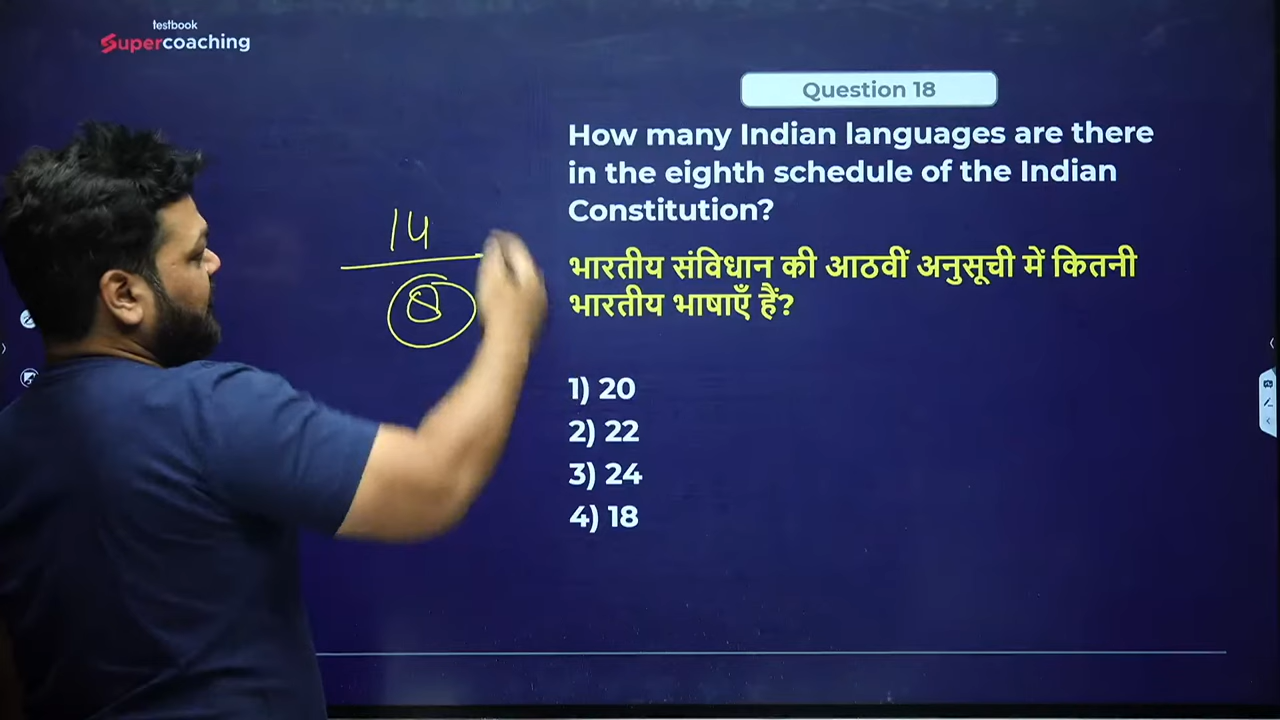 testbook
Supercoaching
Question 18
How many Indian languages are there
in the eighth schedule of the Indian
Constitution?
भारतीय संविधान की आठवीं अनुसूची में कितनी
भारतीय भाषाएँ हैं?
14
8
1) 20
2) 22
3) 24
4) 18